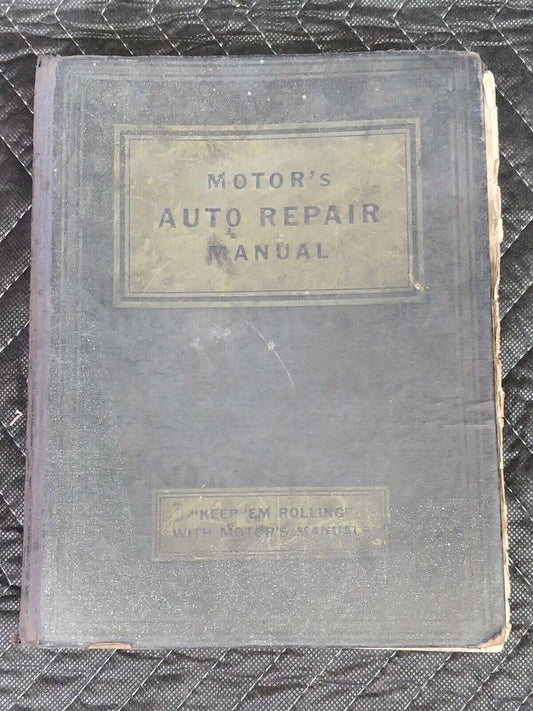 MOTOR's
AUTO REPAIR
MANUAL
"KEEP 'EM ROLLING"
WITH MOTOR'S MANUALS